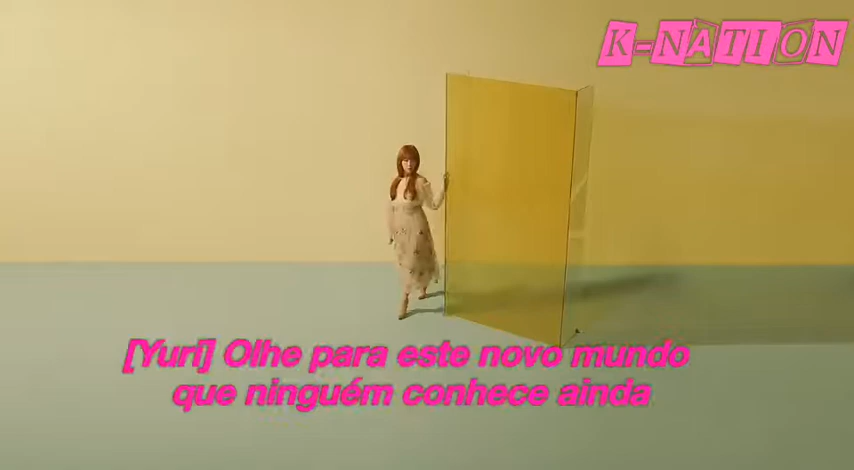 K-NATION
[Yuri] Olhe para este novo mundo
que ninguém conhece ainda